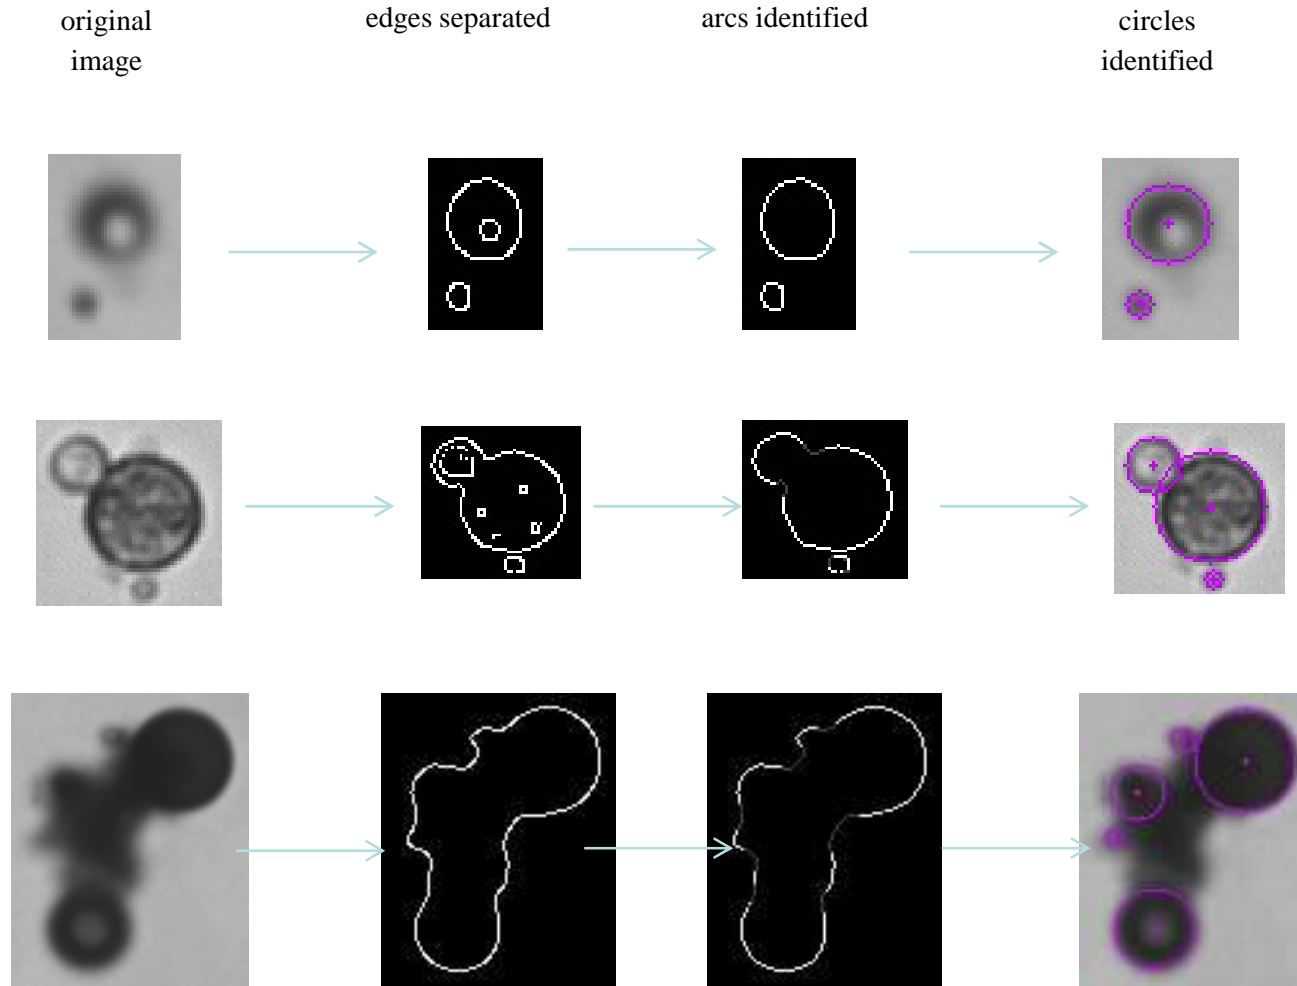 original
image
edges separated
arcs identified
circles
identified